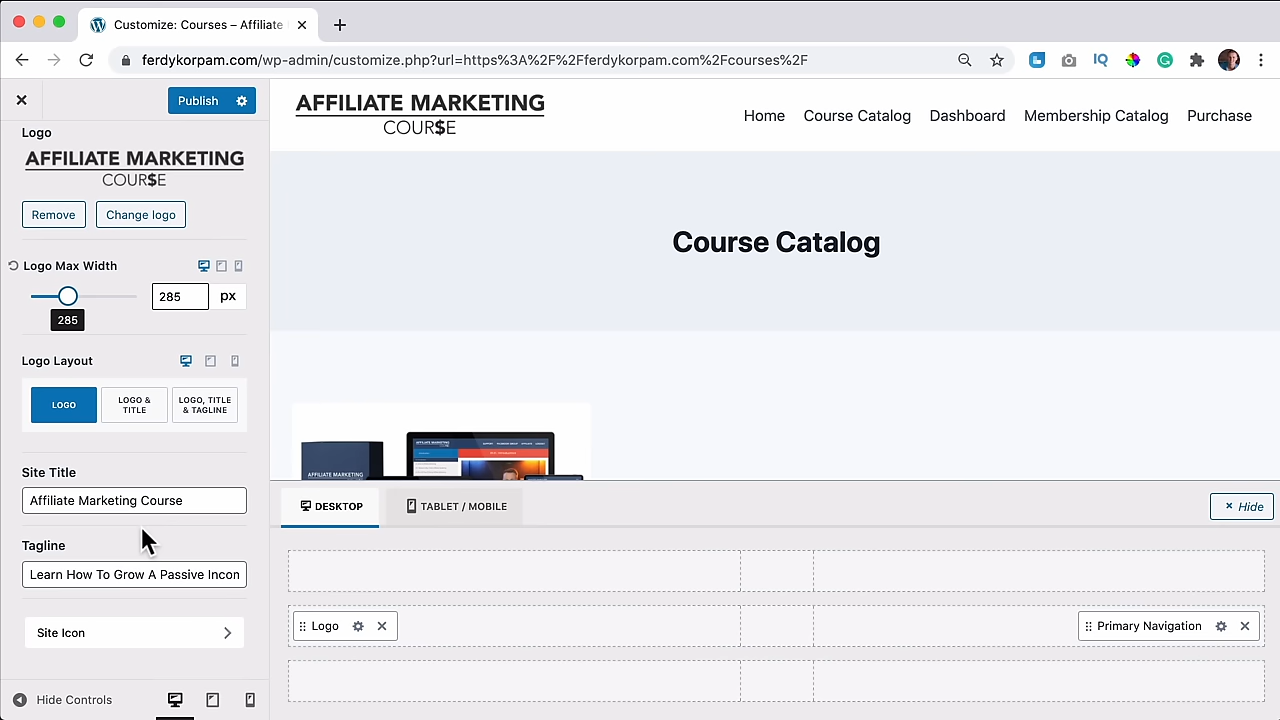 Customize: Courses – Affiliate
ferdykorpam.com/wp-admin/customize.php?url=https%3A%2F%2Fferdykorpam.com%2Fcourses%2F
IQ
Publish
Logo
AFFILIATE MARKETING
COUR$E
Remove
Change logo
Logo Max Width
285
px
285
Logo Layout
LOGO
LOGO &
TITLE
LOGO, TITLE
& TAGLINE
Site Title
Affiliate Marketing Course
Tagline
Learn How To Grow A Passive Incon
Site Icon
Hide Controls
AFFILIATE MARKETING
COUR$E
Home
Course Catalog
Dashboard
Membership Catalog
Purchase
Course Catalog
AFFILIATE MARKETING
DESKTOP
TABLET / MOBILE
Hide
Logo
Primary Navigation